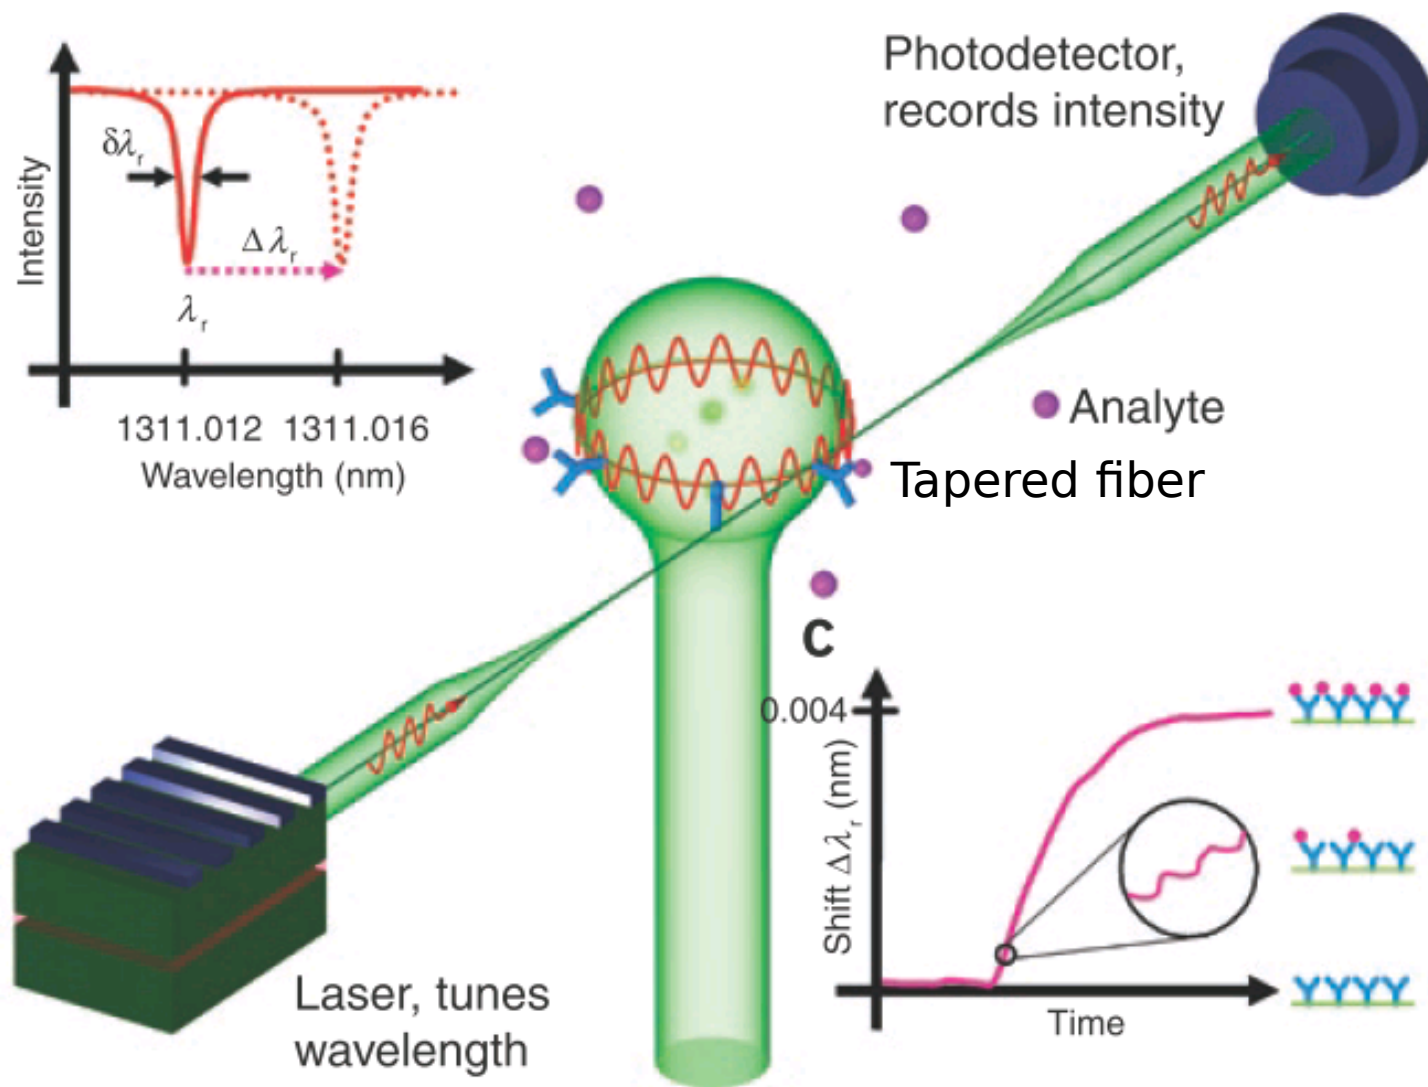 Photodetector,
records intensity
Intensity
δλr
Δλr
λr
1311.012 1311.016
Wavelength (nm)
Analyte
Tapered fiber
C
0.004
Shift Δλr (nm)
Time
Laser, tunes
wavelength